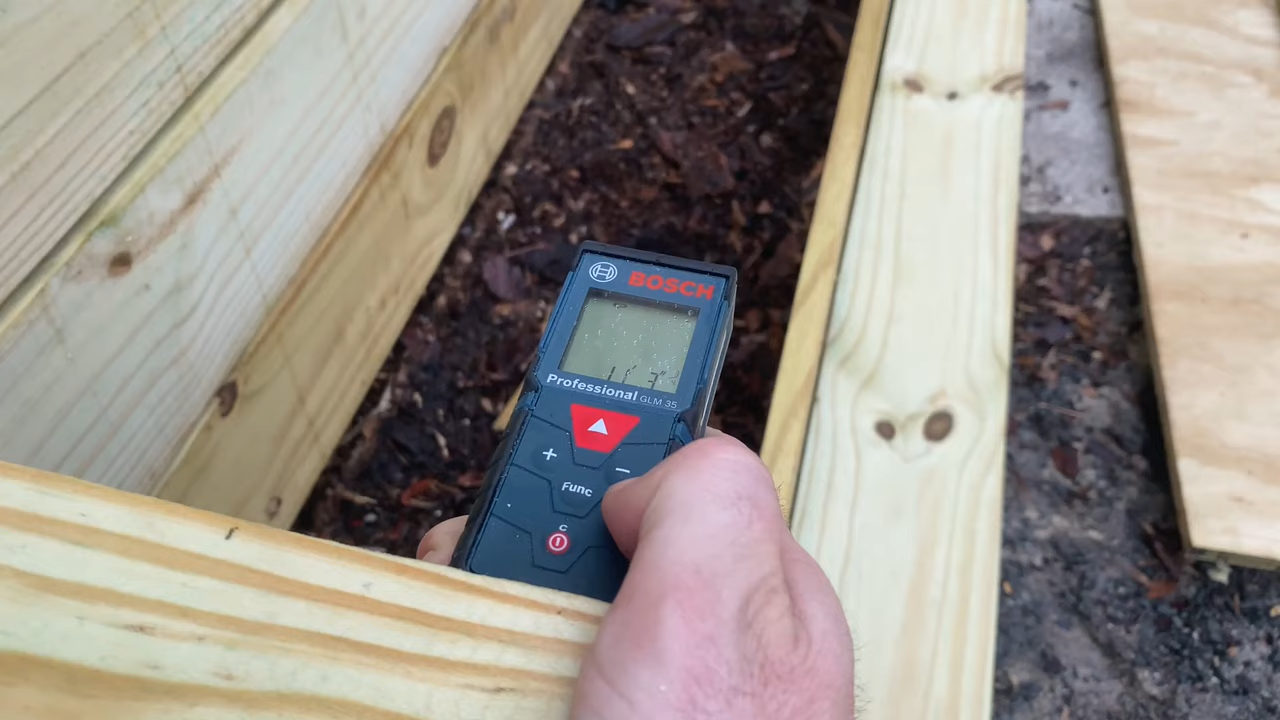 BOSCH
Professional GLM 35
+
−
Func
C